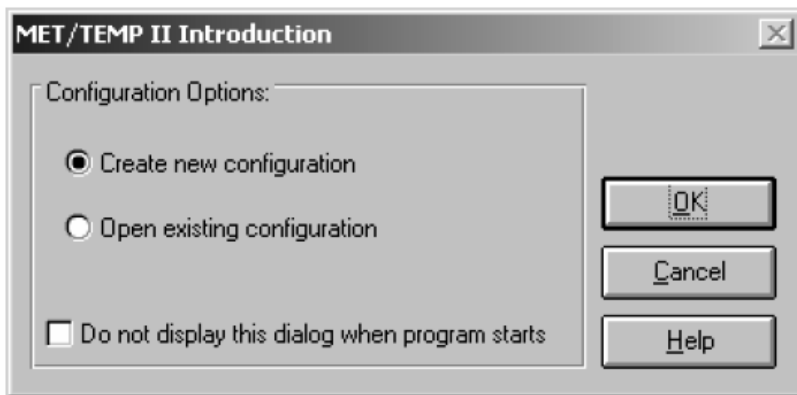 MET/TEMP II Introduction
Configuration Options:
Create new configuration
Open existing configuration
Do not display this dialog when program starts
OK
Cancel
Help